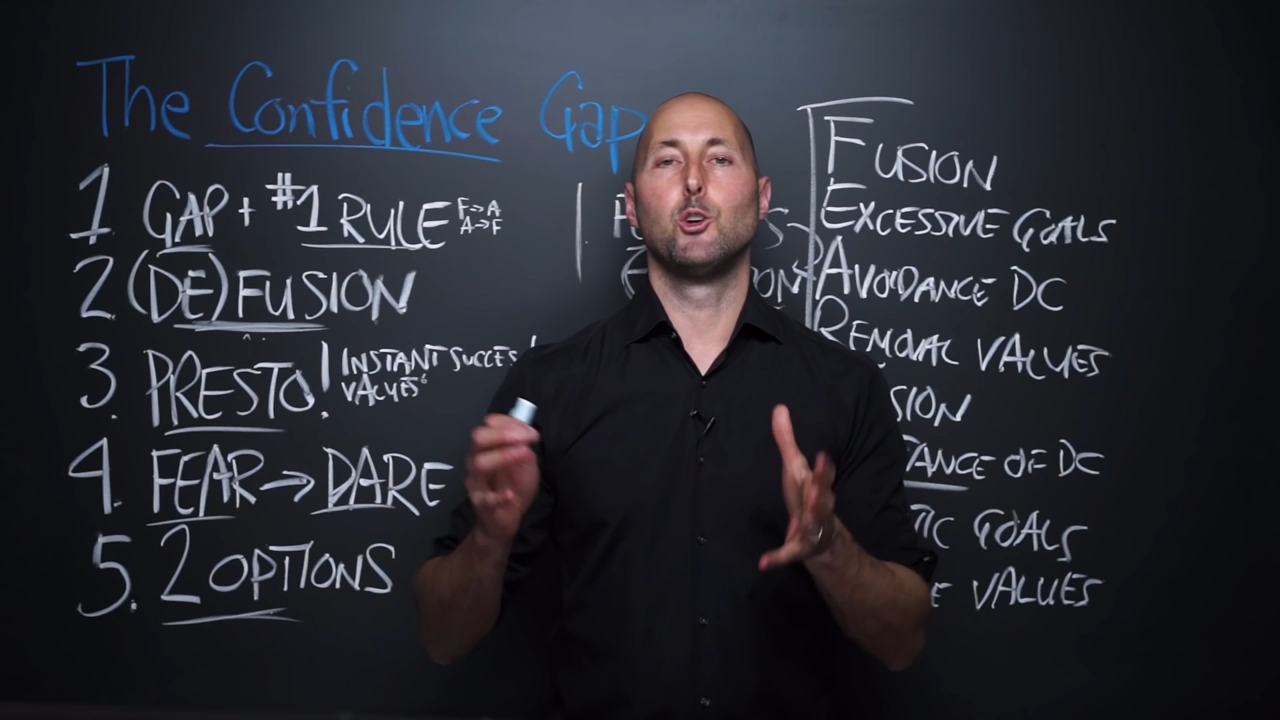 The Confidence Gap
1 GAP + #1 RULE F→A
A→F
2 (DE)FUSION
3. PRESTO! INSTANT SUCCES
VALUES
4. FEAR → DARE
5. 2 OPTIONS
FUSION
EXCESSIVE GOALS
AVOIDANCE DC
REMOVAL VALUES
SION
TANCE OF DC
TIC GOALS
E VALUES